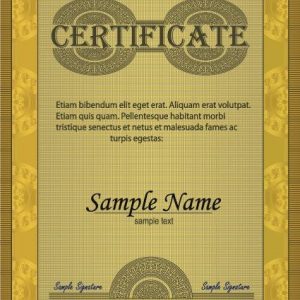 CERTIFICATE
Etiam bibendum elit eget erat. Aliquam erat volutpat.
Etiam quis quam. Pellentesque habitant morbi
tristique senectus et netus et malesuada fames ac
turpis egestas:
Sample Name
sample text
Sample Signature Sample Signature